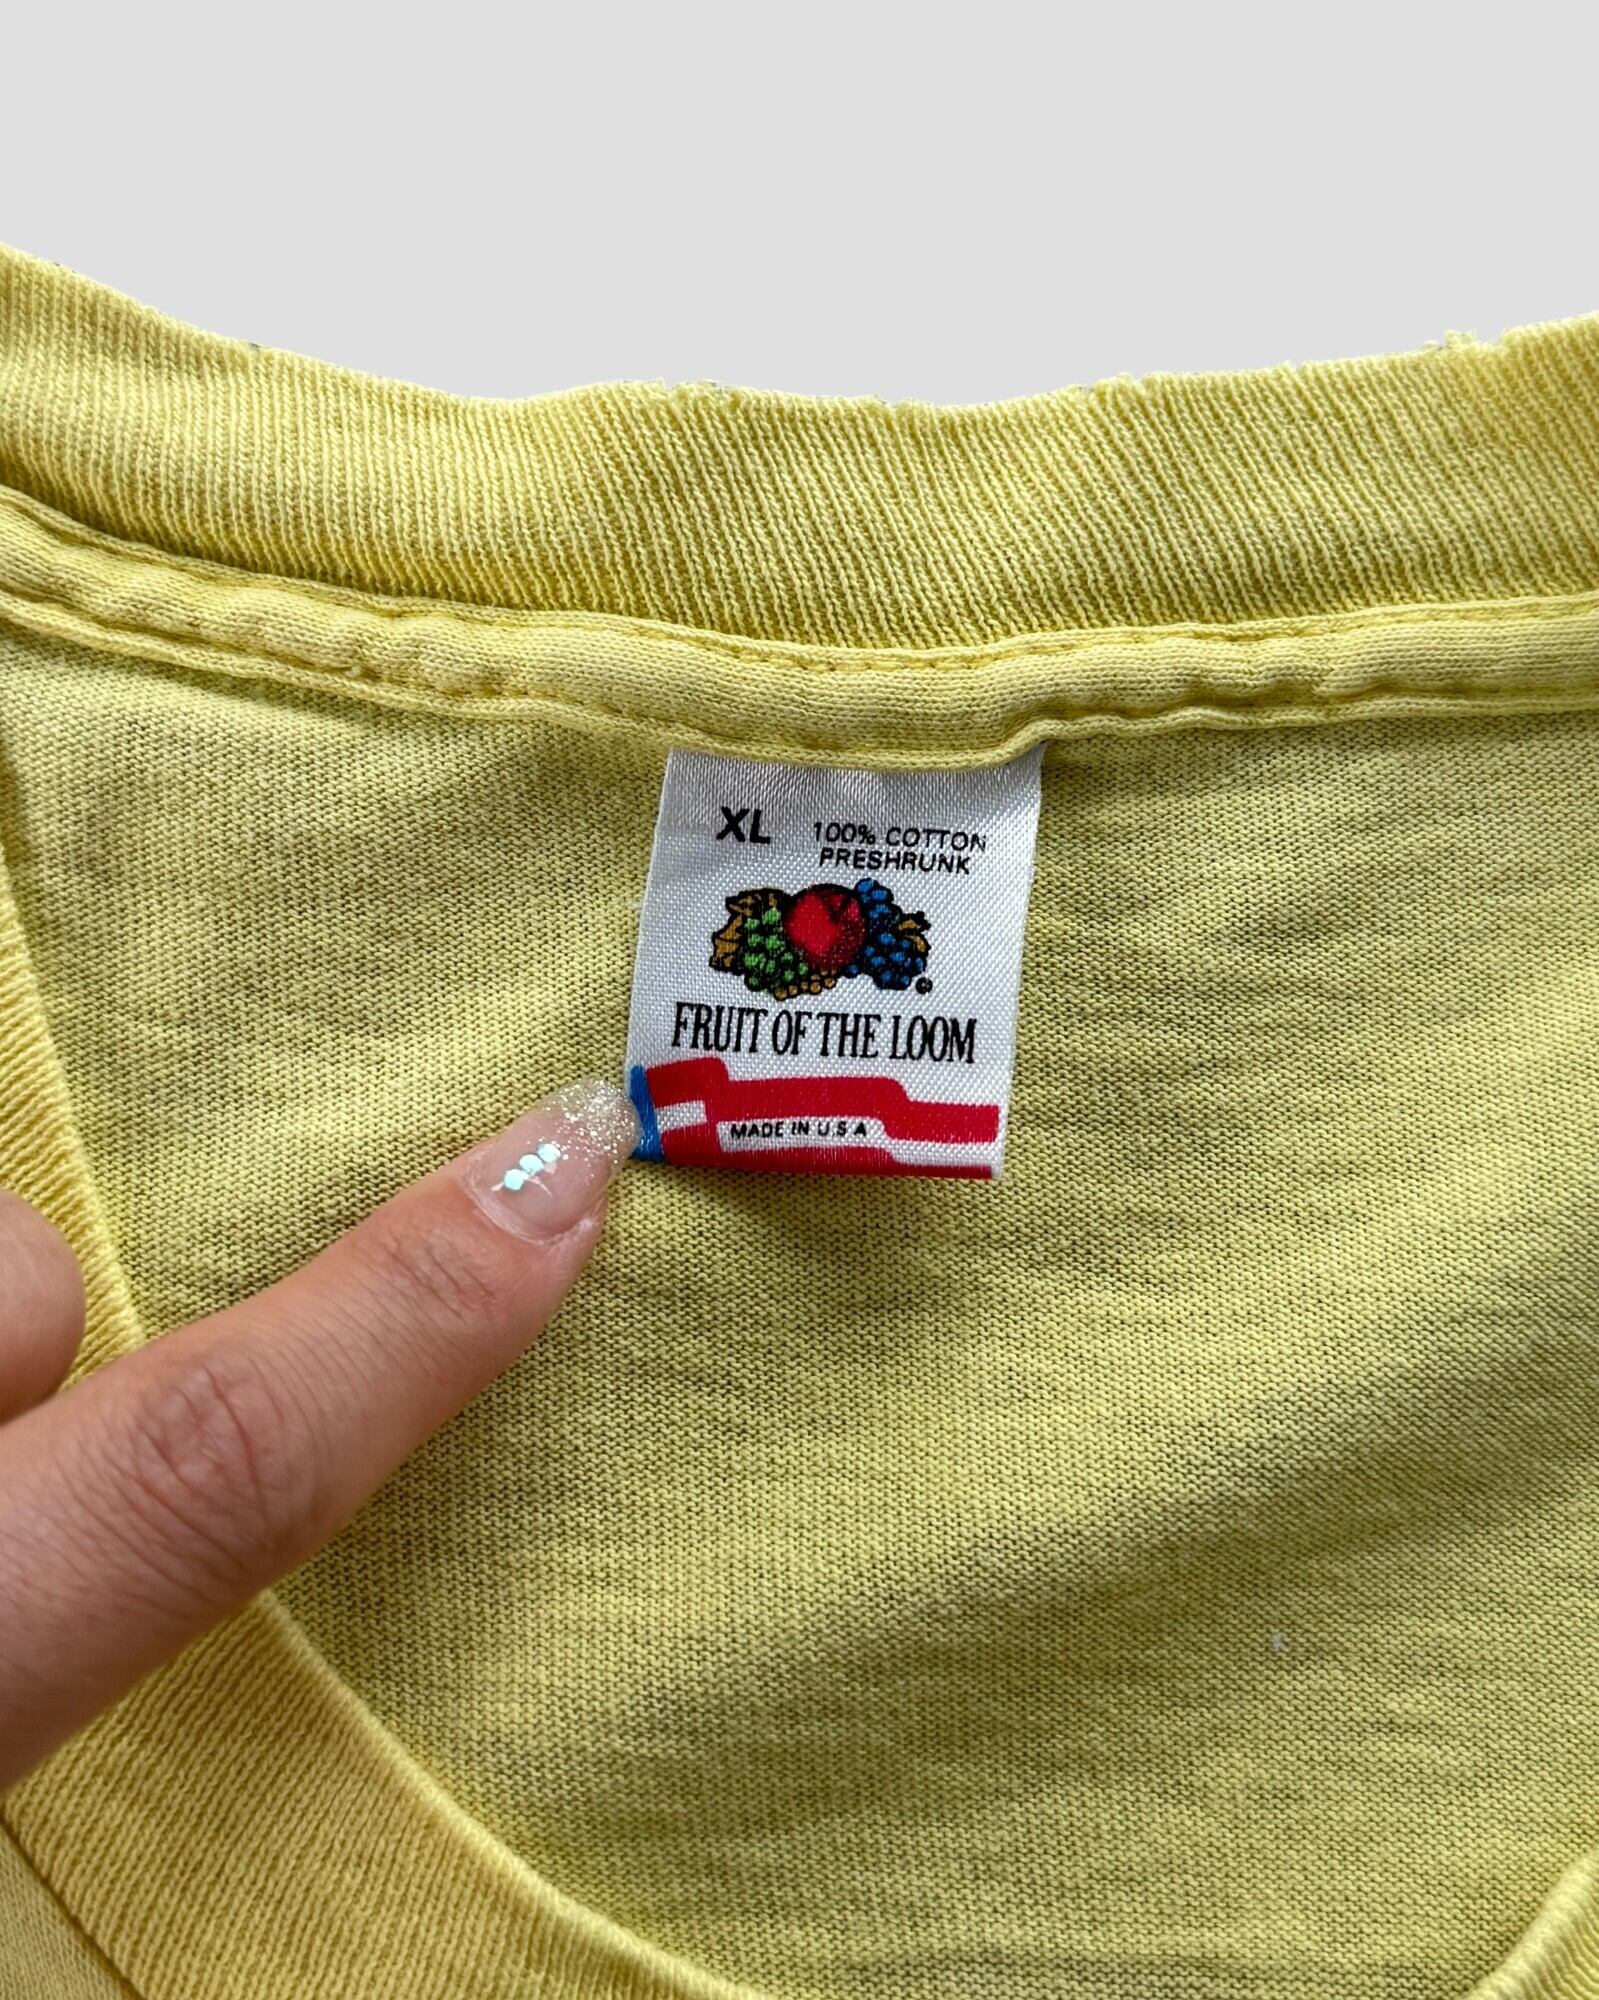 XL
100% COTTON
PRESHRUNK
FRUIT OF THE LOOM
MADE IN U.S.A